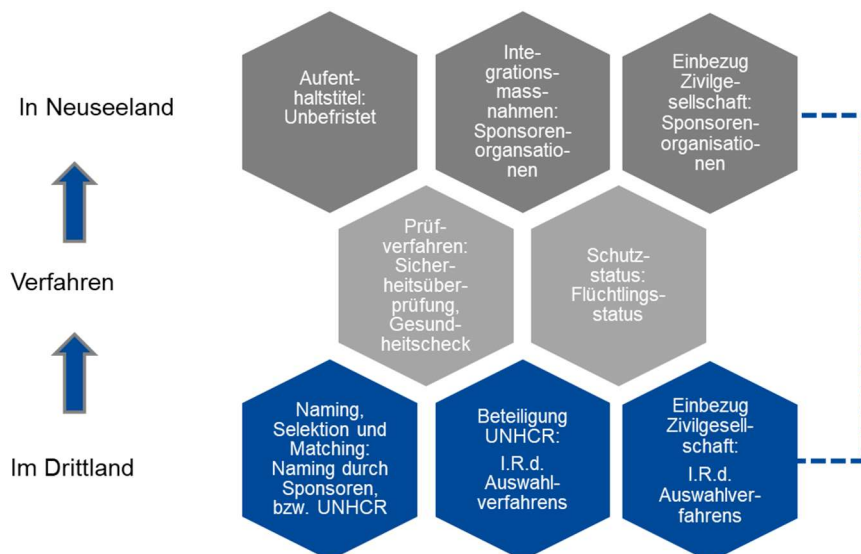 In Neuseeland
Aufent-
haltstitel:
Unbefristet
Inte-
grations-
mass-
nahmen:
Sponsoren-
organsatio-
nen
Einbezug
Zivilge-
sellschaft:
Sponsoren-
organisatio-
nen
Verfahren
Prüf-
verfahren:
Sicher-
heitsüber-
prüfung,
Gesund-
heitscheck
Schutz-
status:
Flüchtlings-
status
Im Drittland
Naming,
Selektion und
Matching:
Naming durch
Sponsoren,
bzw. UNHCR
Beteiligung
UNHCR:
I.R.d.
Auswahl-
verfahrens
Einbezug
Zivilgesell-
schaft:
I.R.d.
Auswahlver-
fahrens